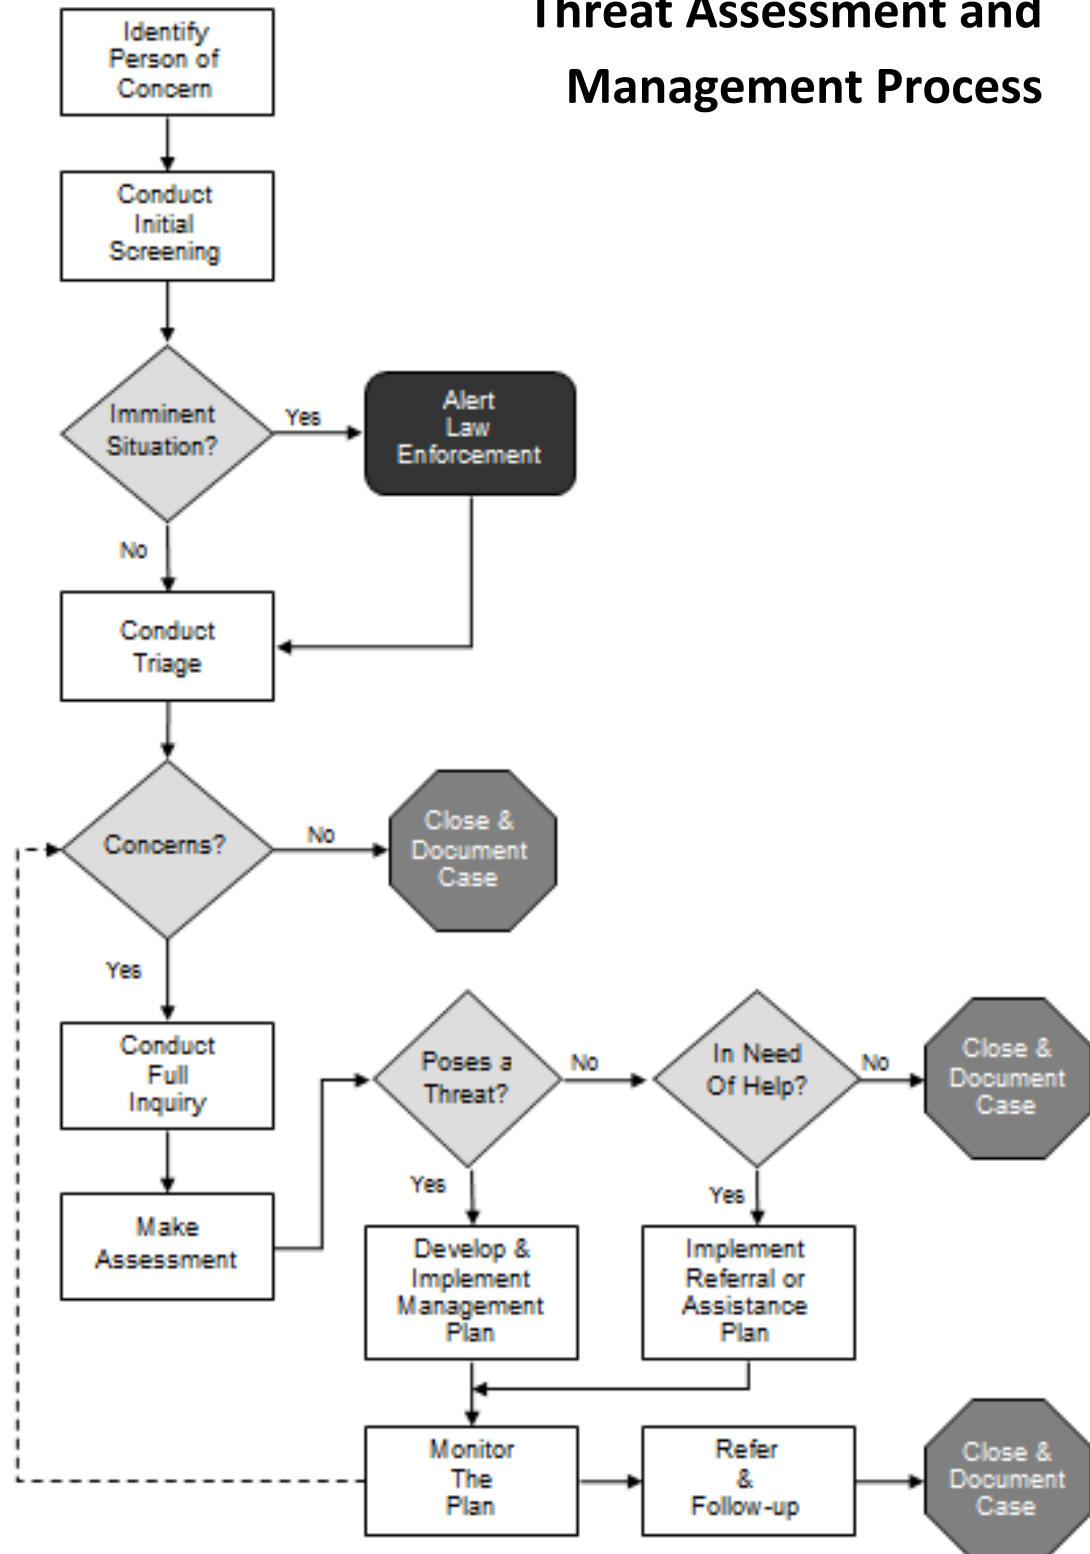 Threat Assessment and
Management Process
Identify
Person of
Concern
Conduct
Initial
Screening
Imminent
Situation?
Yes
Alert
Law
Enforcement
No
Conduct
Triage
Concerns?
No
Close &
Document
Case
Yes
Conduct
Full
Inquiry
Make
Assessment
Poses a
Threat?
No
In Need
Of Help?
No
Close &
Document
Case
Yes
Yes
Develop &
Implement
Management
Plan
Implement
Referral or
Assistance
Plan
Monitor
The
Plan
Refer
&
Follow-up
Close &
Document
Case